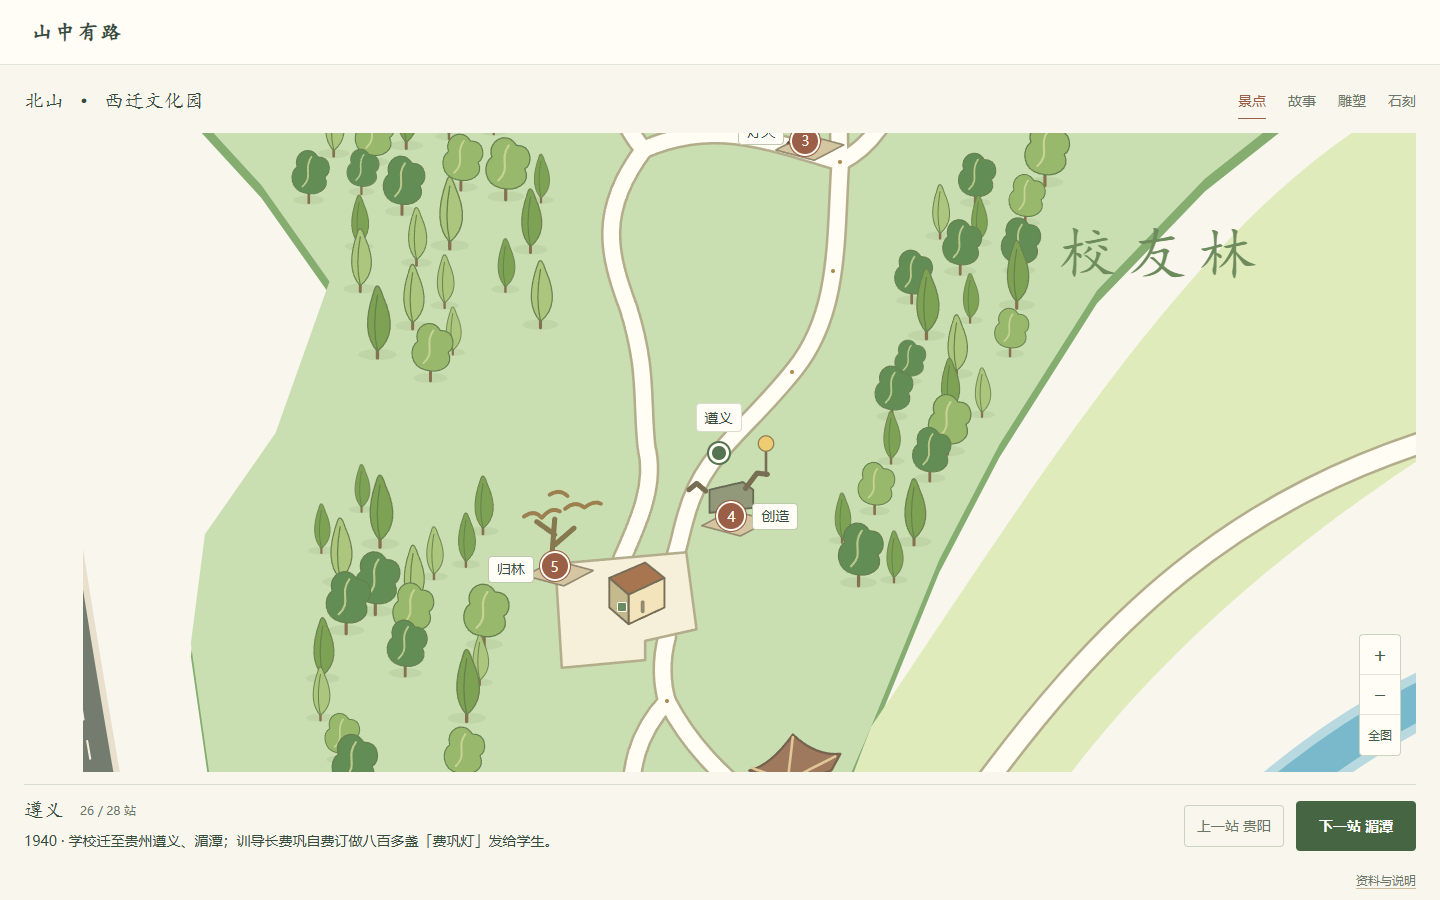 山中有路
北山 • 西迁文化园
景点 故事 雕塑 石刻
3
校友林
遵义
4 创造
归林 5
+
−
全图
遵义 26 / 28 站
1940 · 学校迁至贵州遵义、湄潭；训导长费巩自费订做八百多盏「费巩灯」发给学生。
上一站 贵阳
下一站 湄潭
资料与说明